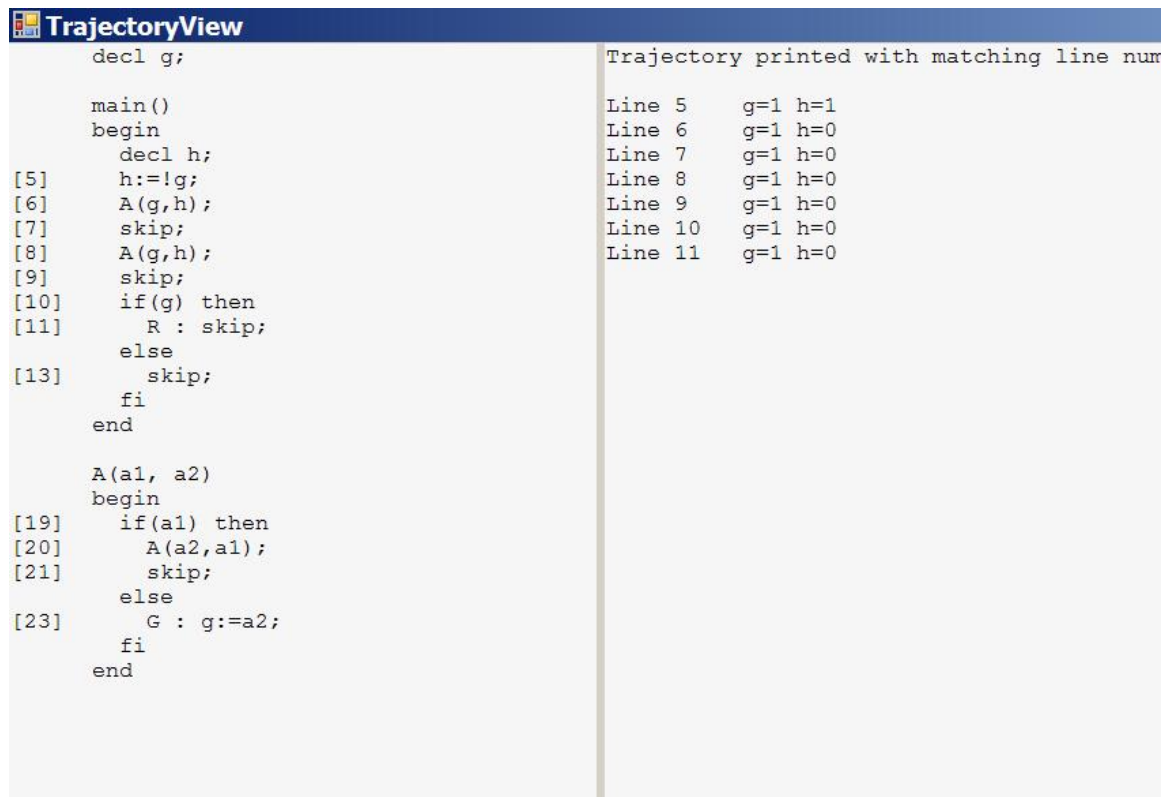 TrajectoryView
decl g;
main()
begin
decl h;
[5] h:=!g;
[6] A(g,h);
[7] skip;
[8] A(g,h);
[9] skip;
[10] if(g) then
[11] R : skip;
else
[13] skip;
fi
end
A(a1, a2)
begin
[19] if(a1) then
[20] A(a2,a1);
[21] skip;
else
[23] G : g:=a2;
fi
end
Trajectory printed with matching line num
Line 5 g=1 h=1
Line 6 g=1 h=0
Line 7 g=1 h=0
Line 8 g=1 h=0
Line 9 g=1 h=0
Line 10 g=1 h=0
Line 11 g=1 h=0